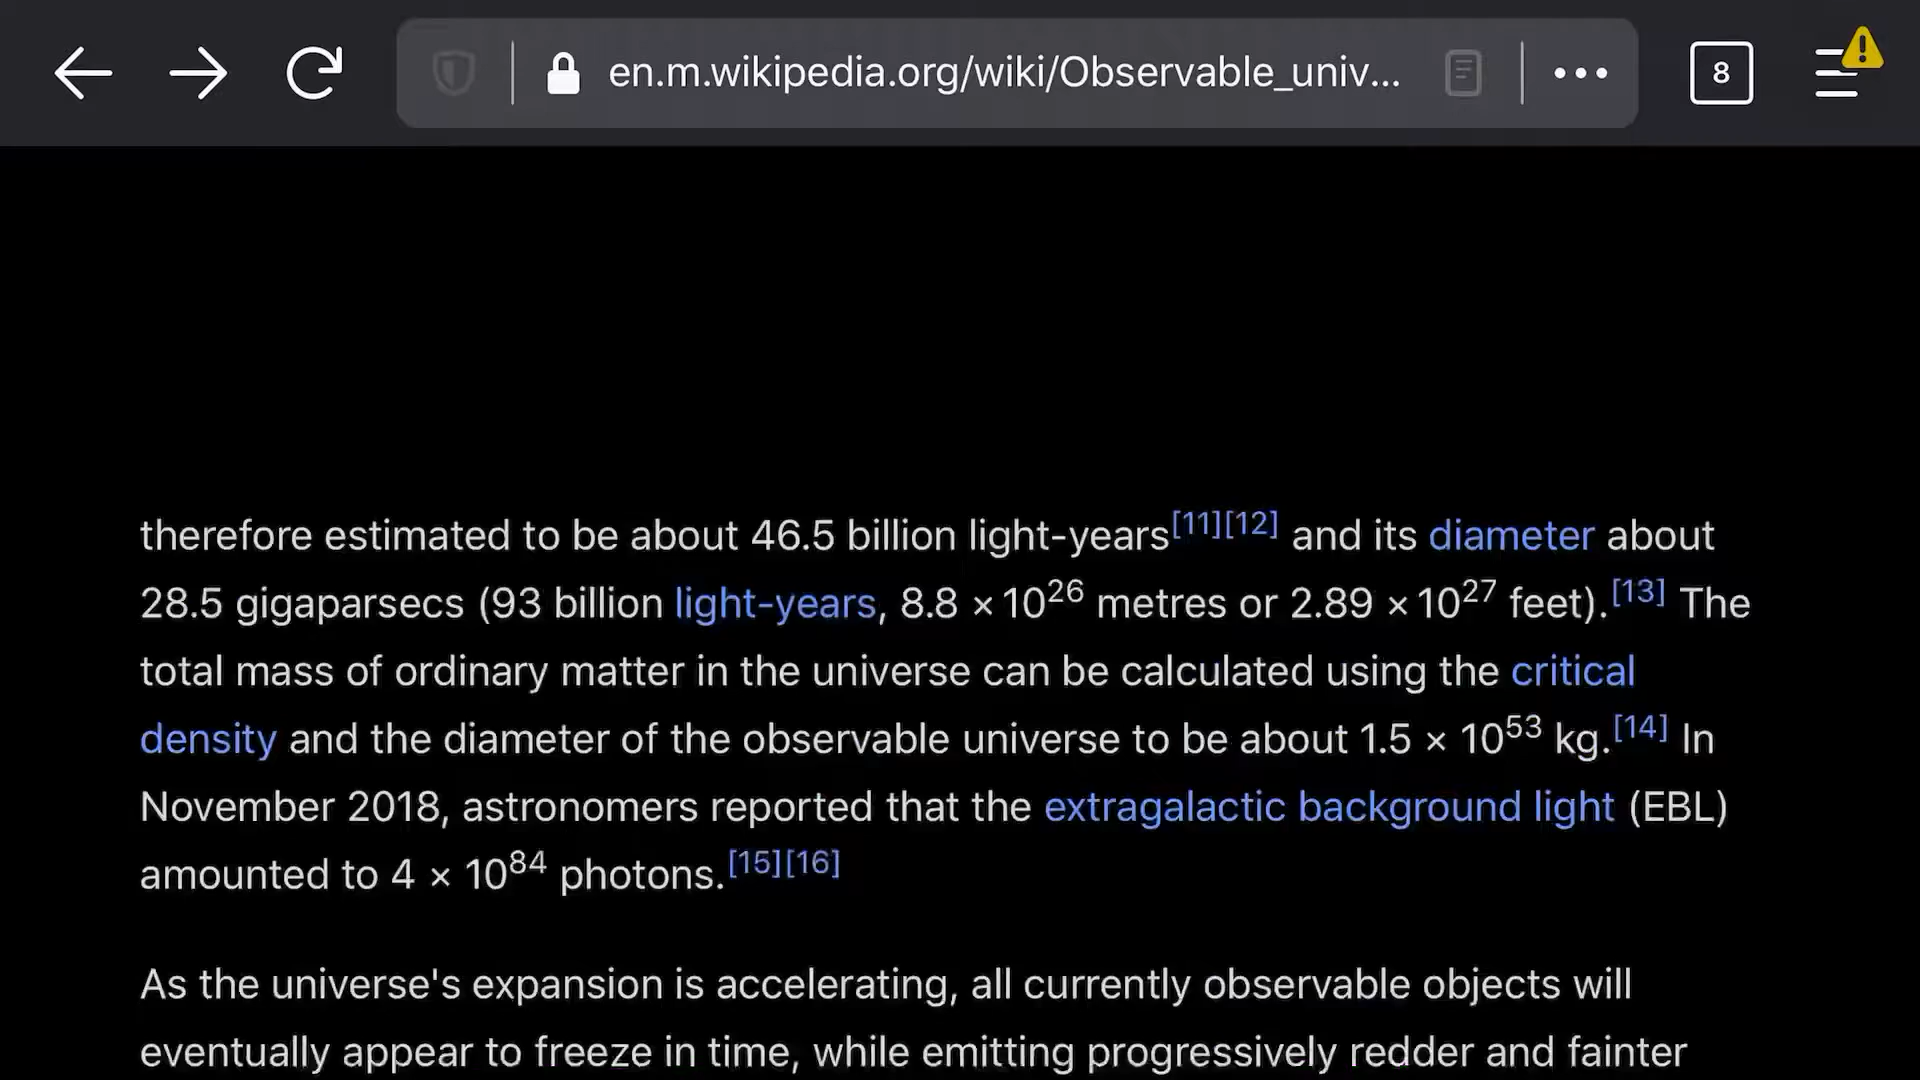 en.m.wikipedia.org/wiki/Observable_univ...
8
therefore estimated to be about 46.5 billion light-years[11][12] and its diameter about
28.5 gigaparsecs (93 billion light-years, 8.8 ×10²⁶ metres or 2.89 ×10²⁷ feet).[13] The
total mass of ordinary matter in the universe can be calculated using the critical
density and the diameter of the observable universe to be about 1.5 × 10⁵³ kg.[14] In
November 2018, astronomers reported that the extragalactic background light (EBL)
amounted to 4 × 10⁸⁴ photons.[15][16]
As the universe's expansion is accelerating, all currently observable objects will
eventually appear to freeze in time, while emitting progressively redder and fainter